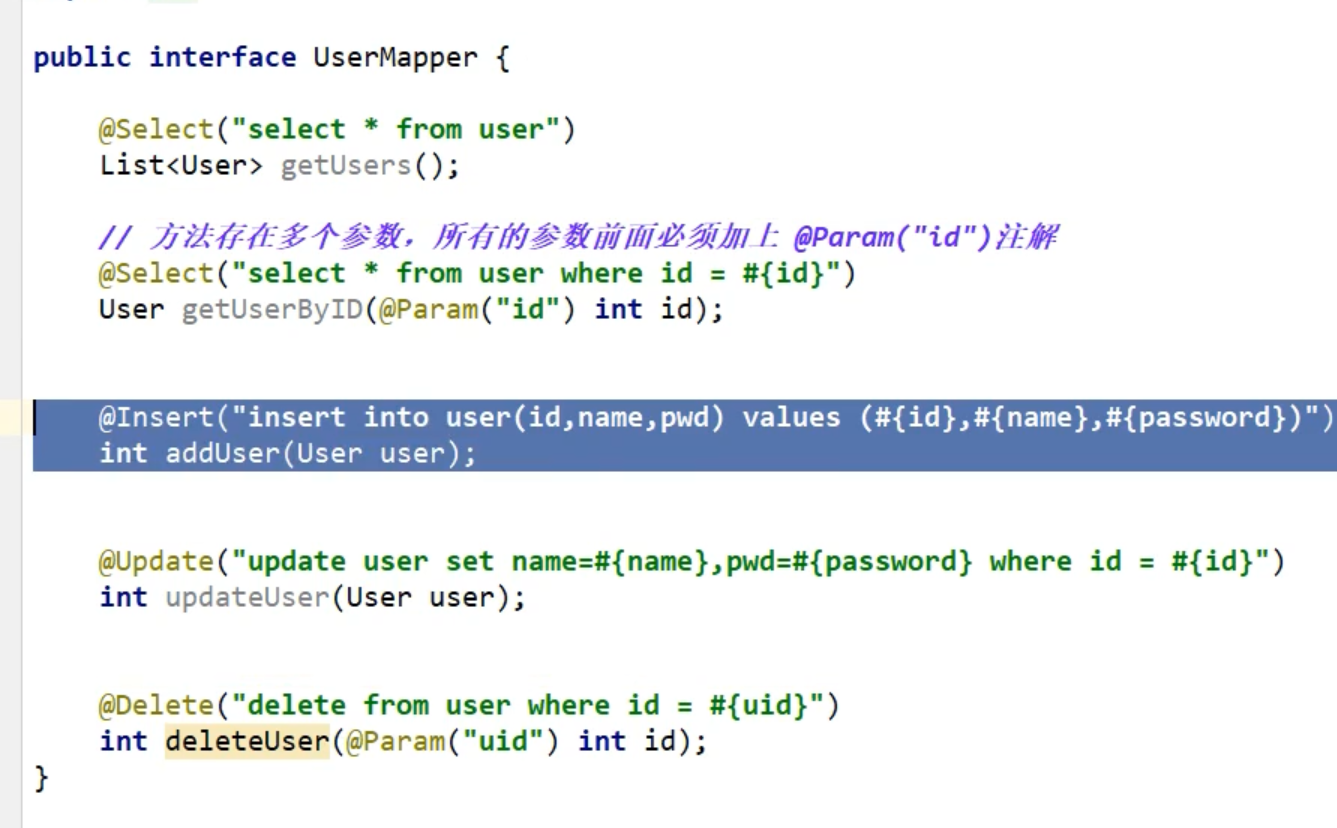 public interface UserMapper {
@Select("select * from user")
List<User> getUsers();
// 方法存在多个参数，所有的参数前面必须加上 @Param("id")注解
@Select("select * from user where id = #{id}")
User getUserByID(@Param("id") int id);
@Insert("insert into user(id,name,pwd) values (#{id},#{name},#{password})")
int addUser(User user);
@Update("update user set name=#{name},pwd=#{password} where id = #{id}")
int updateUser(User user);
@Delete("delete from user where id = #{uid}")
int deleteUser(@Param("uid") int id);
}